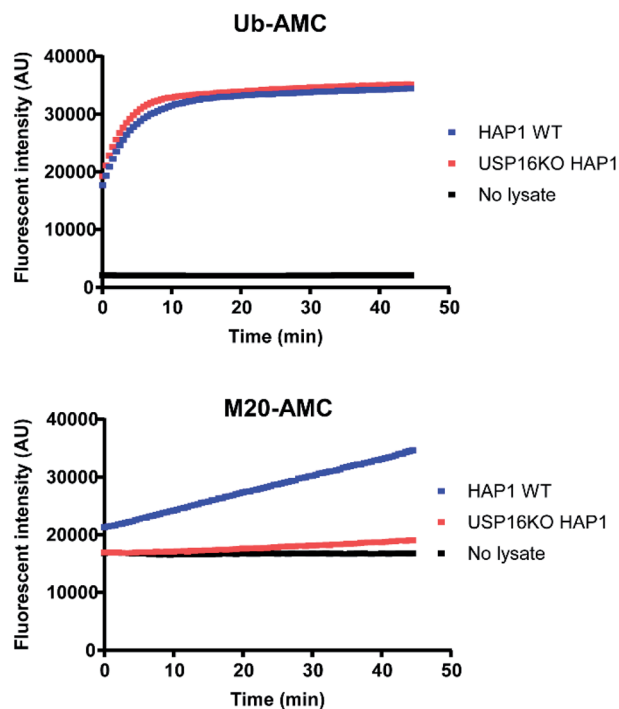 Ub-AMC
Fluorescent intensity (AU)
40000
30000
20000
10000
0
0 10 20 30 40 50
Time (min)
HAP1 WT
USP16KO HAP1
No lysate
M20-AMC
Fluorescent intensity (AU)
40000
30000
20000
10000
0
0 10 20 30 40 50
Time (min)
HAP1 WT
USP16KO HAP1
No lysate